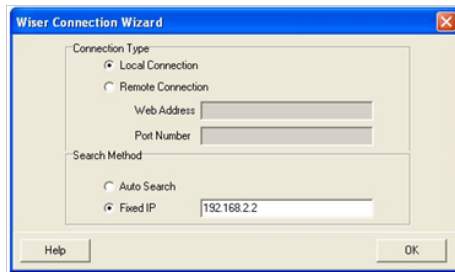 Wiser Connection Wizard
Connection Type
Local Connection
Remote Connection
Web Address
Port Number
Search Method
Auto Search
Fixed IP 192.168.2.2
Help OK